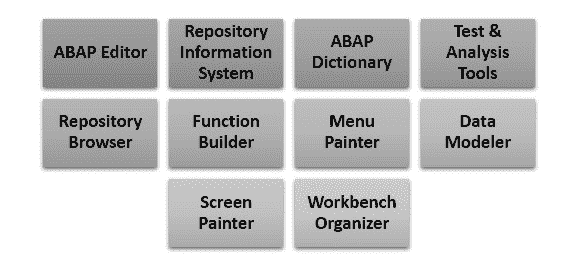 ABAP Editor
Repository
Information
System
ABAP
Dictionary
Test &
Analysis
Tools
Repository
Browser
Function
Builder
Menu
Painter
Data
Modeler
Screen
Painter
Workbench
Organizer